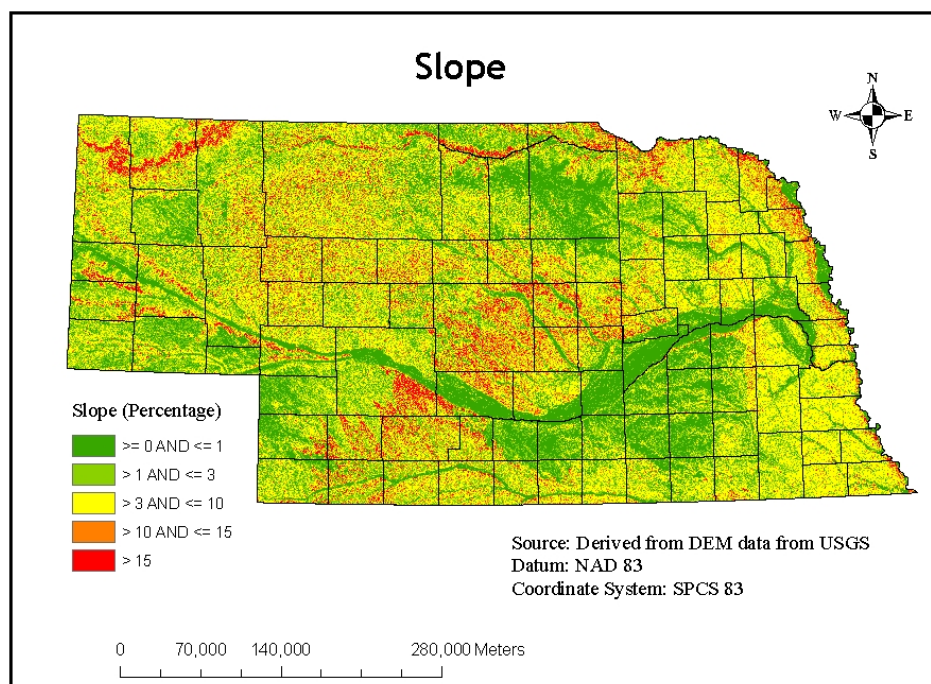 Slope
N
W E
S
Slope (Percentage)
>= 0 AND <= 1
> 1 AND <= 3
> 3 AND <= 10
> 10 AND <= 15
> 15
Source: Derived from DEM data from USGS
Datum: NAD 83
Coordinate System: SPCS 83
0 70,000 140,000 280,000 Meters